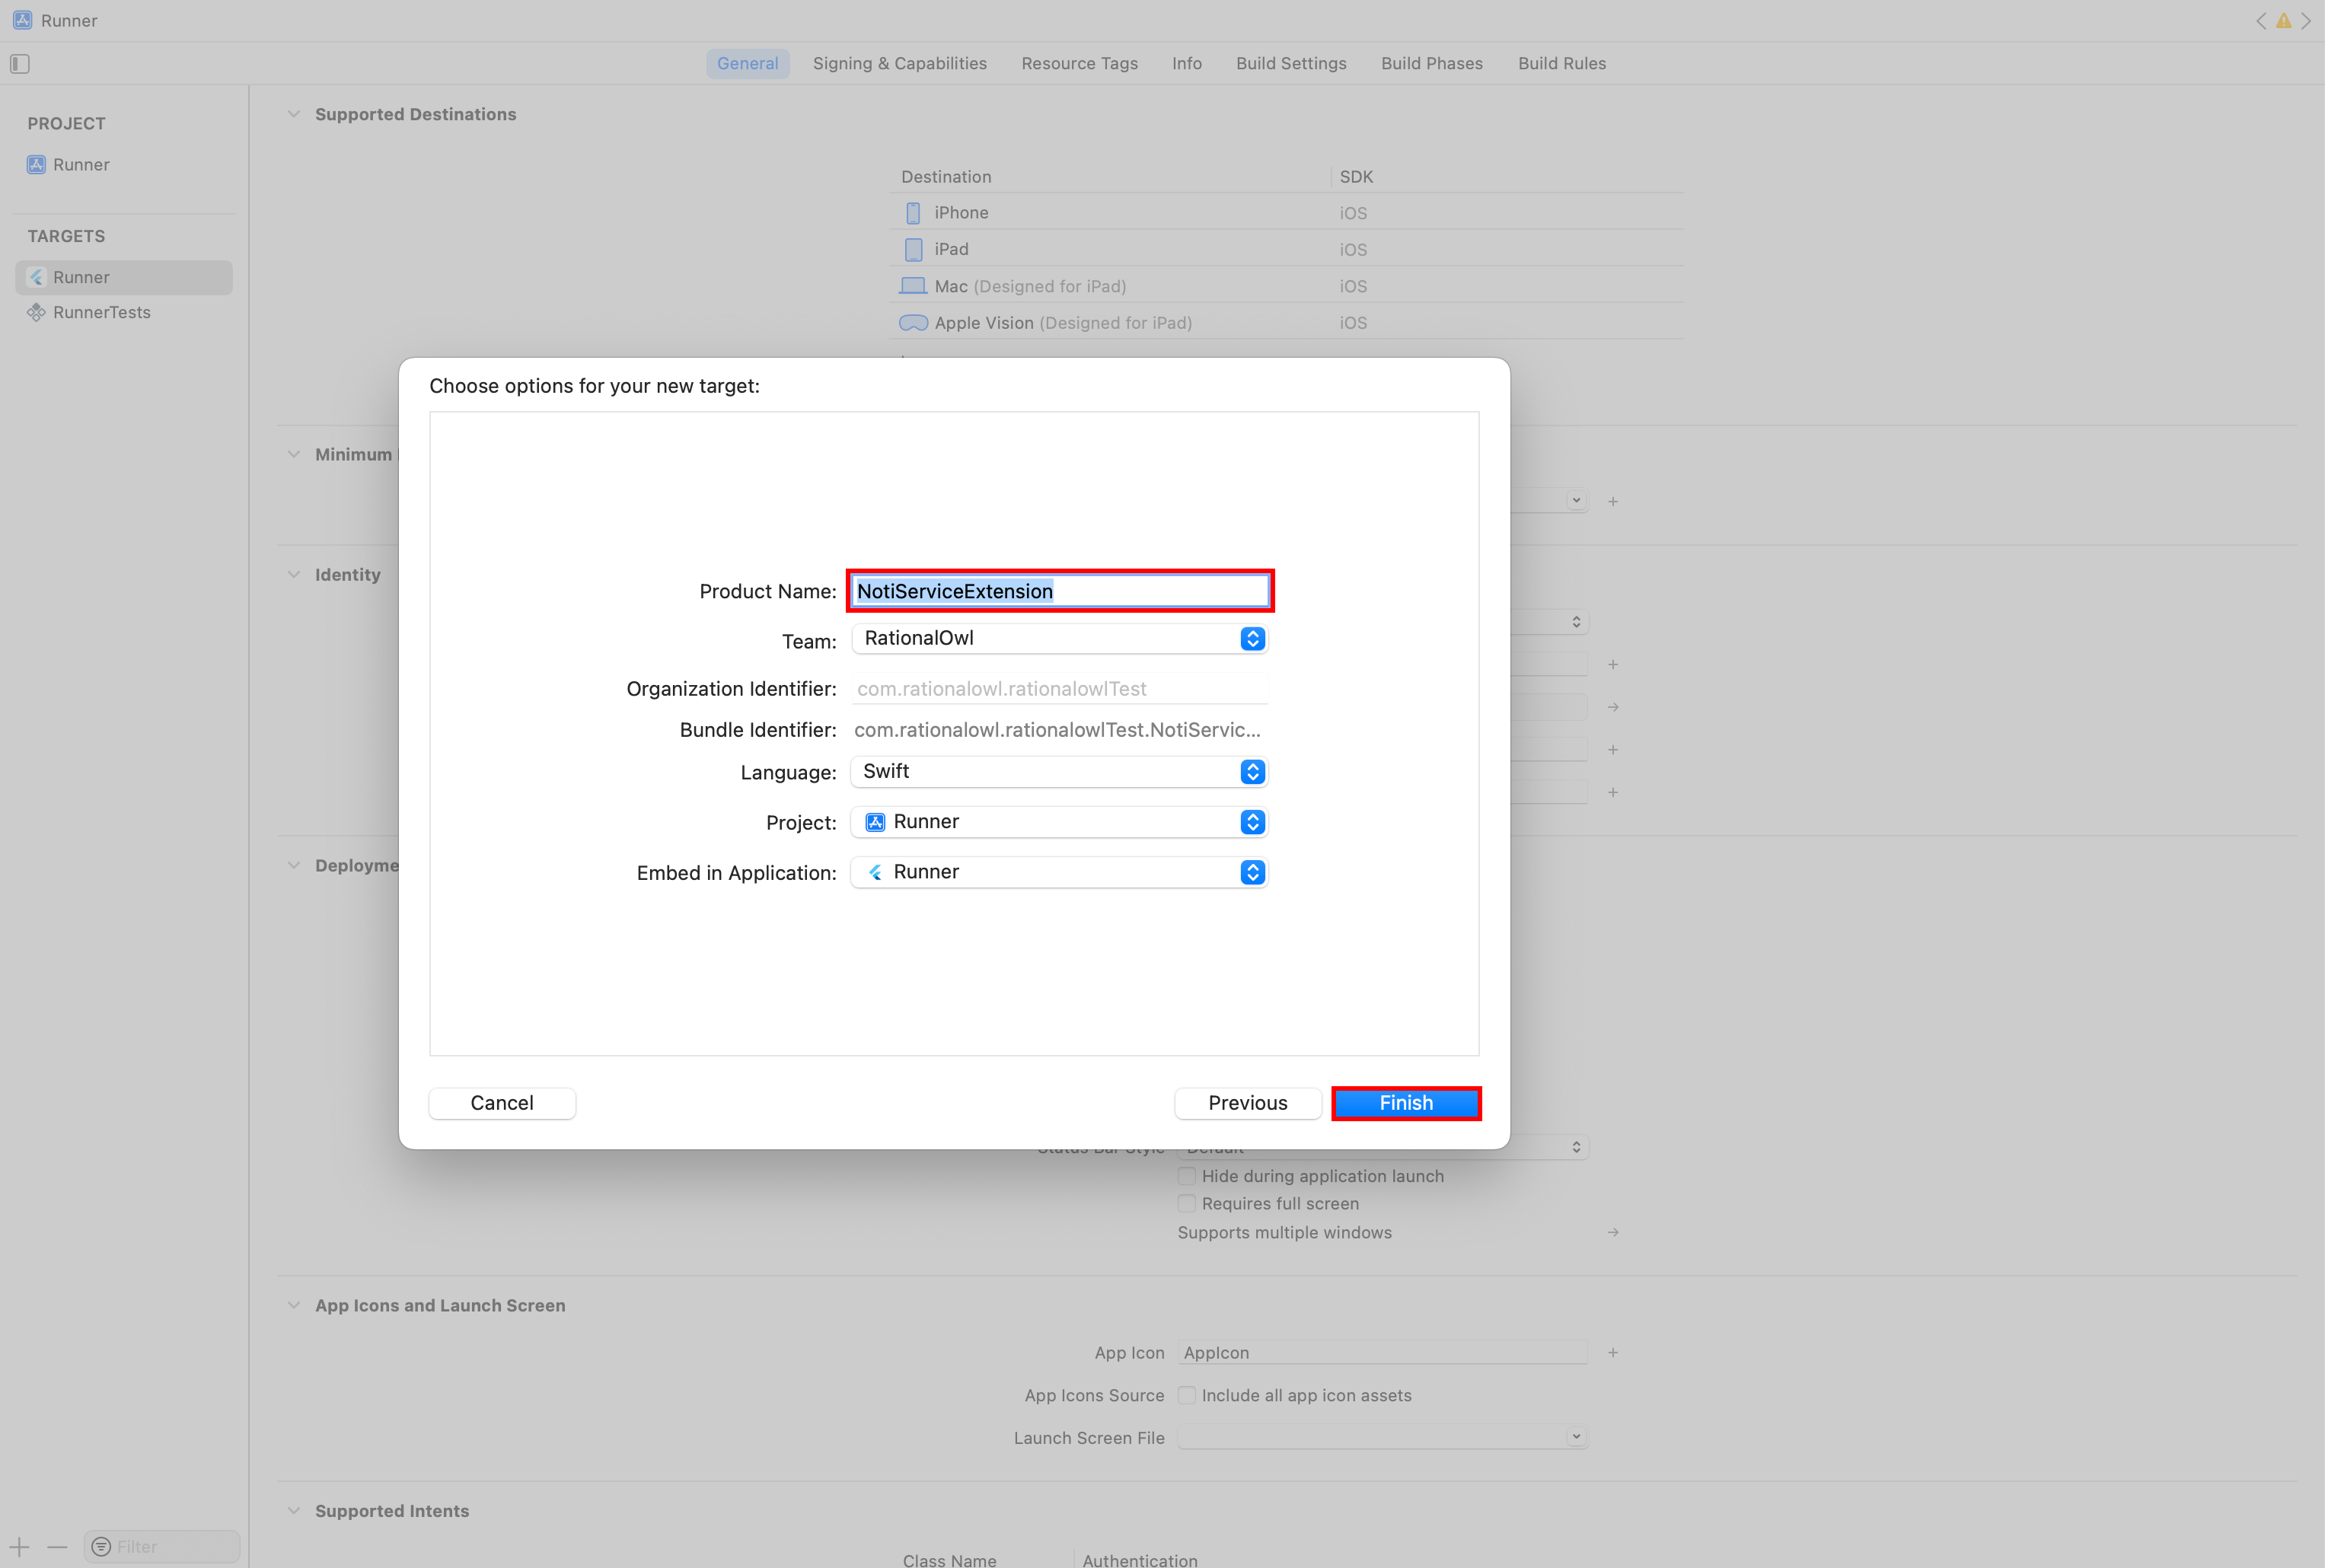 Runner
General Signing & Capabilities Resource Tags Info Build Settings Build Phases Build Rules
PROJECT
Runner
TARGETS
Runner
RunnerTests
Supported Destinations
Destination SDK
iPhone iOS
iPad iOS
Mac (Designed for iPad) iOS
Apple Vision (Designed for iPad) iOS
Minimum
Identity
Deployme
Choose options for your new target:
Product Name: NotiServiceExtension
Team: RationalOwl
Organization Identifier: com.rationalowl.rationalowlTest
Bundle Identifier: com.rationalowl.rationalowlTest.NotiServic...
Language: Swift
Project: Runner
Embed in Application: Runner
Cancel Previous Finish
Status Bar Style Default
Hide during application launch
Requires full screen
Supports multiple windows
App Icons and Launch Screen
App Icon AppIcon
App Icons Source Include all app icon assets
Launch Screen File
Supported Intents
Class Name Authentication
Filter